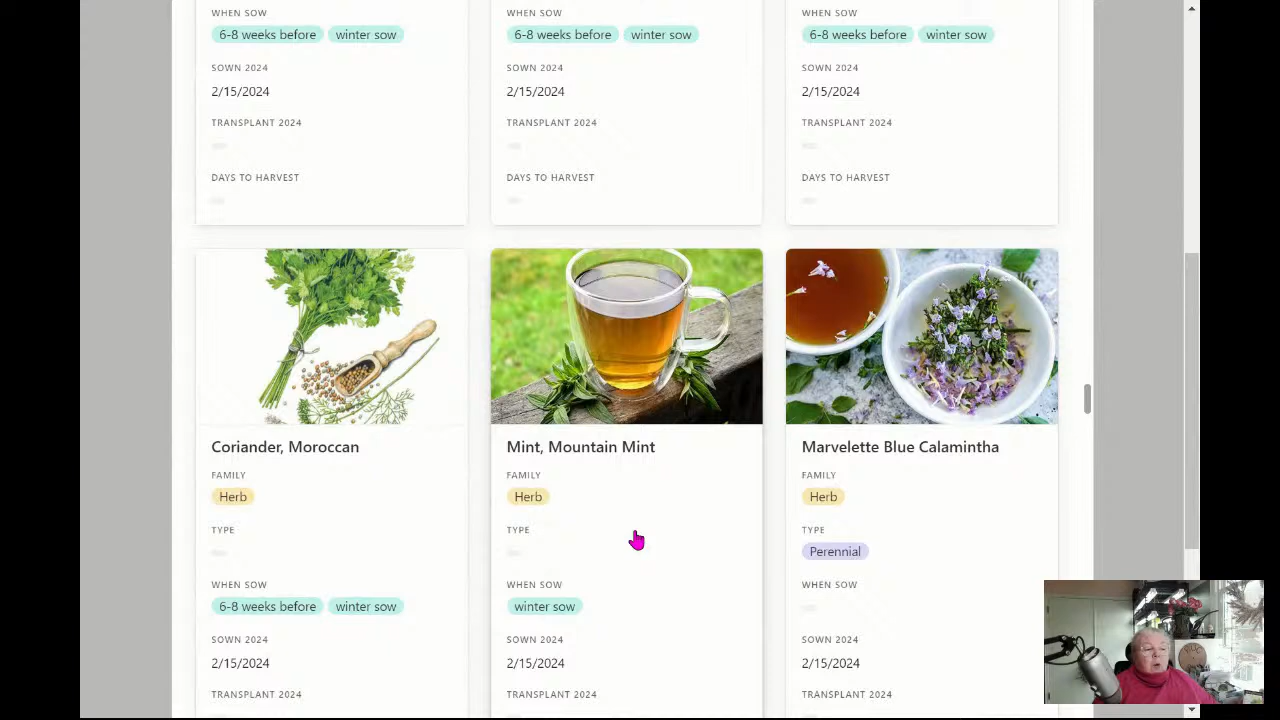 WHEN SOW WHEN SOW WHEN SOW
6-8 weeks before winter sow 6-8 weeks before winter sow 6-8 weeks before winter sow
SOWN 2024 SOWN 2024 SOWN 2024
2/15/2024 2/15/2024 2/15/2024
TRANSPLANT 2024 TRANSPLANT 2024 TRANSPLANT 2024
DAYS TO HARVEST DAYS TO HARVEST DAYS TO HARVEST
Coriander, Moroccan Mint, Mountain Mint Marvelette Blue Calamintha
FAMILY FAMILY FAMILY
Herb Herb Herb
TYPE TYPE TYPE
Perennial
WHEN SOW WHEN SOW WHEN SOW
6-8 weeks before winter sow winter sow
SOWN 2024 SOWN 2024 SOWN 2024
2/15/2024 2/15/2024 2/15/2024
TRANSPLANT 2024 TRANSPLANT 2024 TRANSPLANT 2024